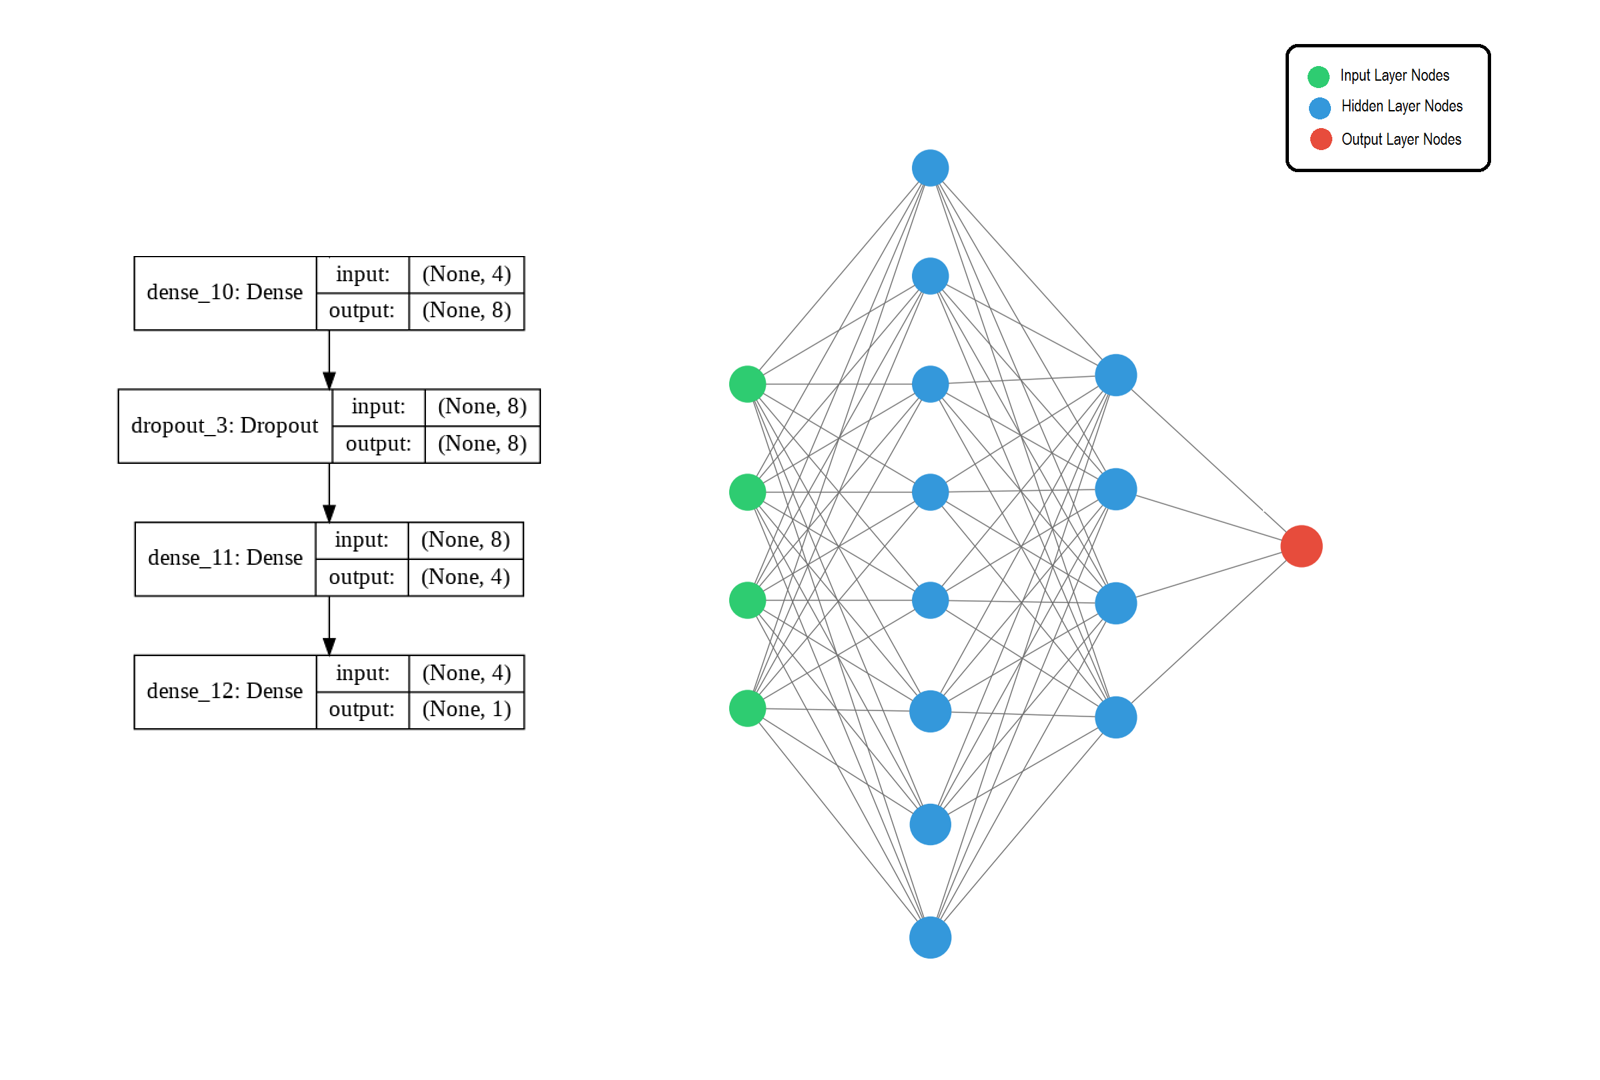 Input Layer Nodes
Hidden Layer Nodes
Output Layer Nodes
dense_10: Dense
input:
(None, 4)
output:
(None, 8)
dropout_3: Dropout
input:
(None, 8)
output:
(None, 8)
dense_11: Dense
input:
(None, 8)
output:
(None, 4)
dense_12: Dense
input:
(None, 4)
output:
(None, 1)